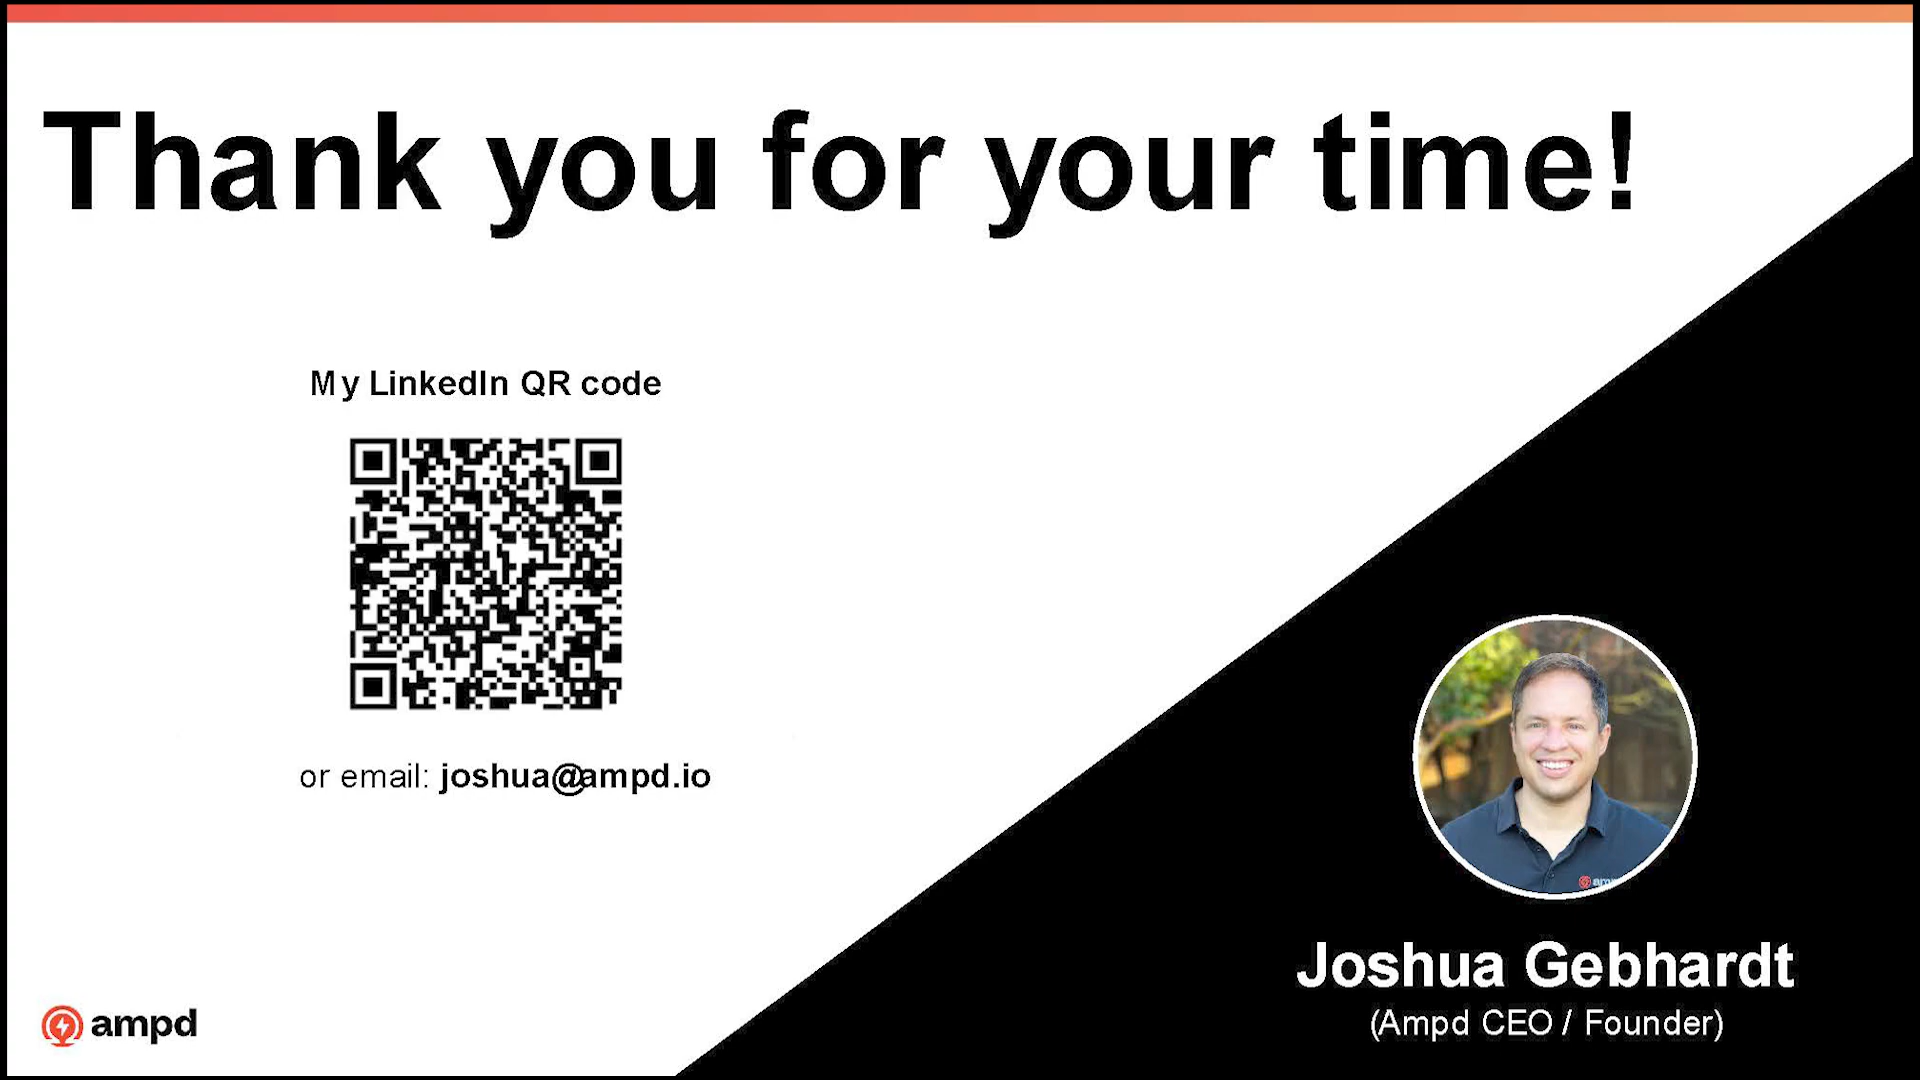 Thank you for your time!
My LinkedIn QR code
or email: joshua@ampd.io
Joshua Gebhardt
(Ampd CEO / Founder)
ampd